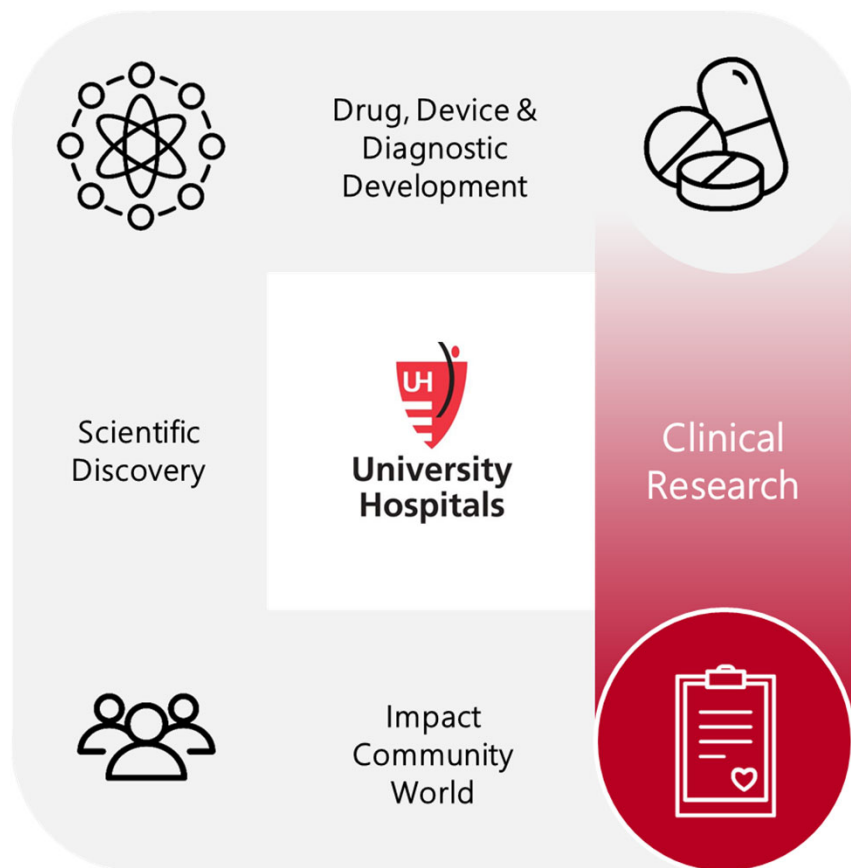 Drug, Device &
Diagnostic
Development
Scientific
Discovery
UH
University
Hospitals
Clinical
Research
Impact
Community
World